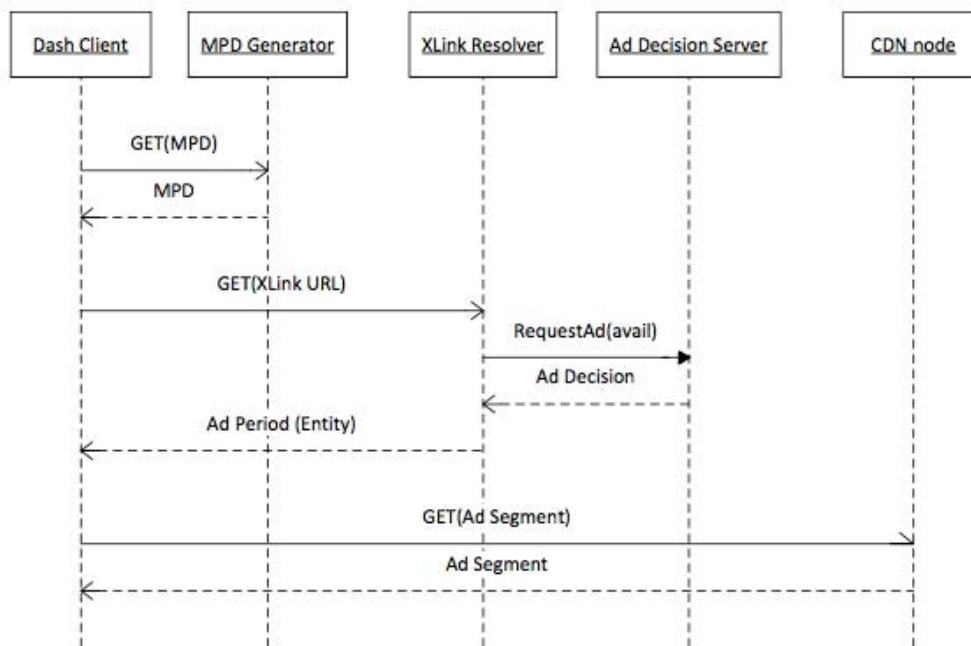 Dash Client
MPD Generator
XLink Resolver
Ad Decision Server
CDN node
GET(MPD)
MPD
GET(XLink URL)
RequestAd(avail)
Ad Decision
Ad Period (Entity)
GET(Ad Segment)
Ad Segment